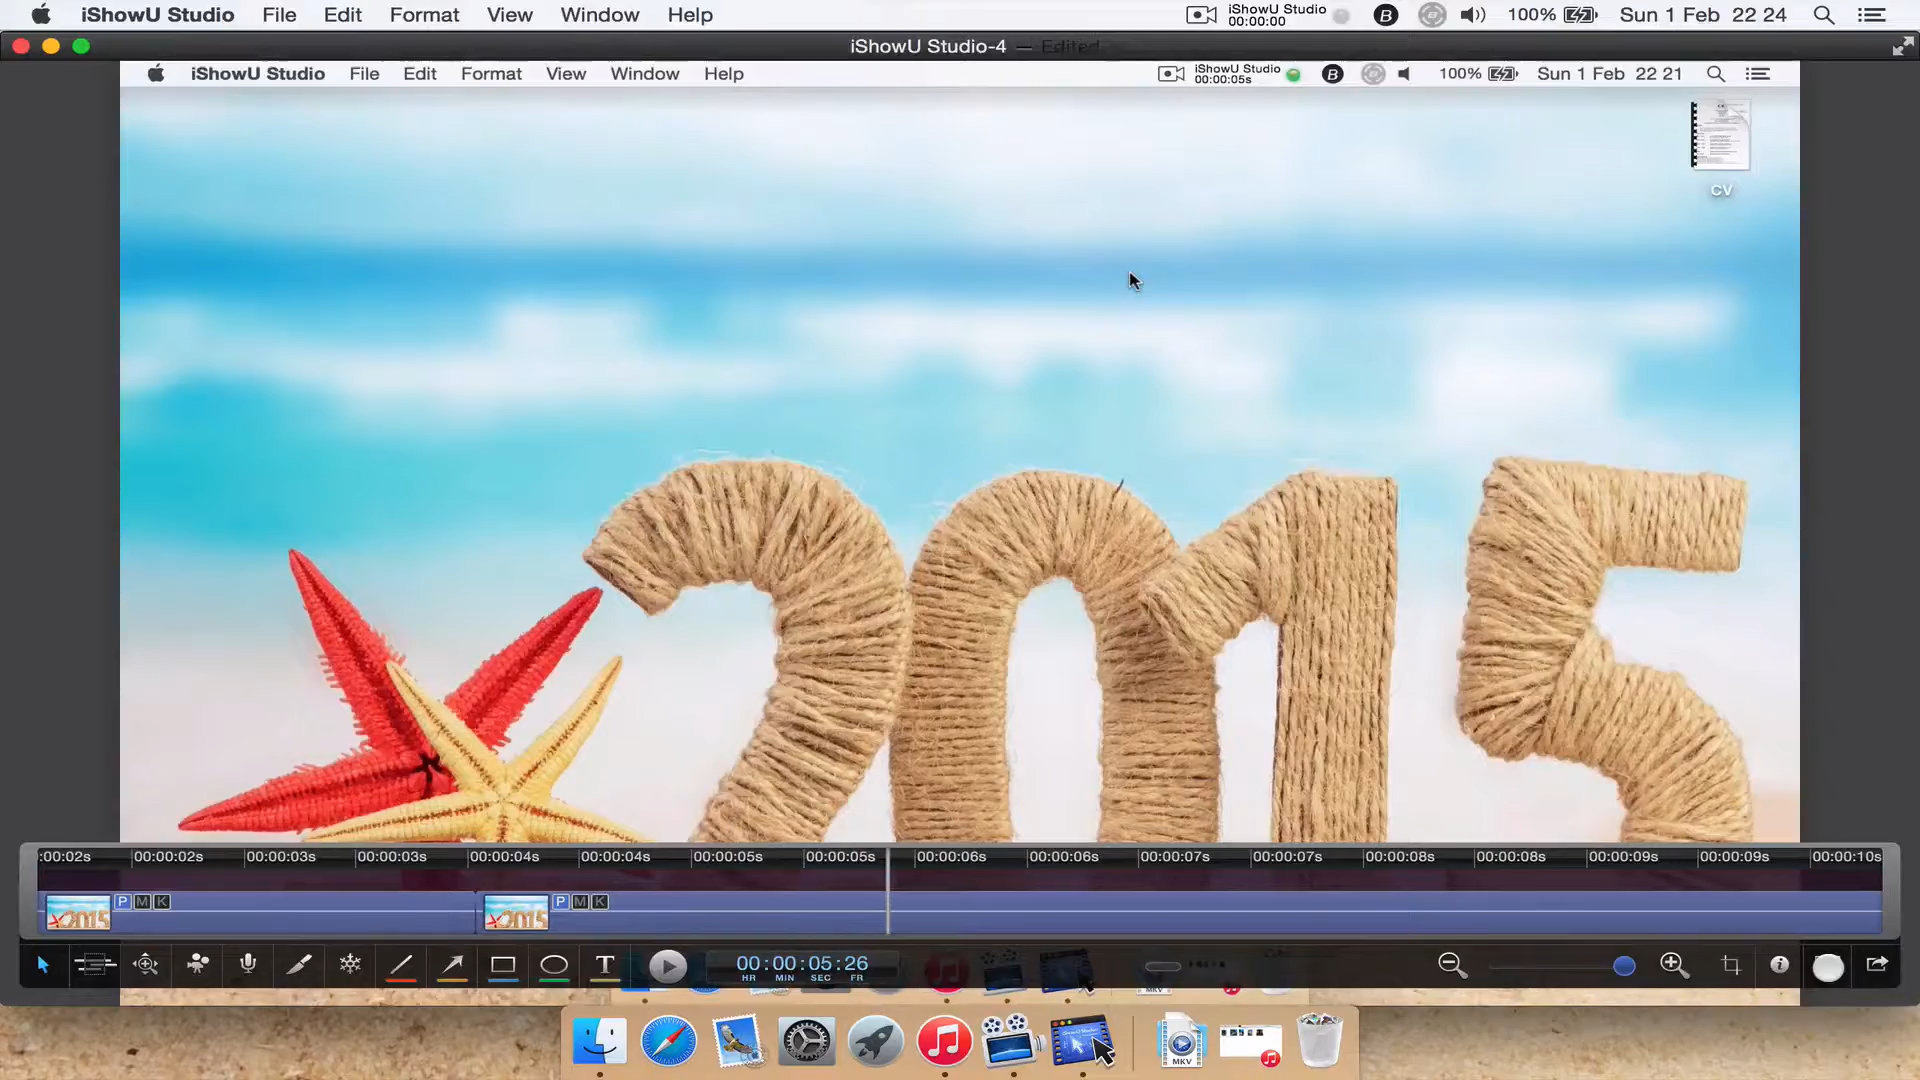 iShowU Studio File Edit Format View Window Help iShowU Studio 00:00:00 B 100% Sun 1 Feb 22 24
iShowU Studio-4 — Edited
iShowU Studio File Edit Format View Window Help iShowU Studio 00:00:05s B 100% Sun 1 Feb 22 21
CV
2015
:00:02s 00:00:02s 00:00:03s 00:00:03s 00:00:04s 00:00:04s 00:00:05s 00:00:05s 00:00:06s 00:00:06s 00:00:07s 00:00:07s 00:00:08s 00:00:08s 00:00:09s 00:00:09s 00:00:10s
P M K P M K
2015 2015
T 00:00:05:26
HR MIN SEC FR
MKV
MKV